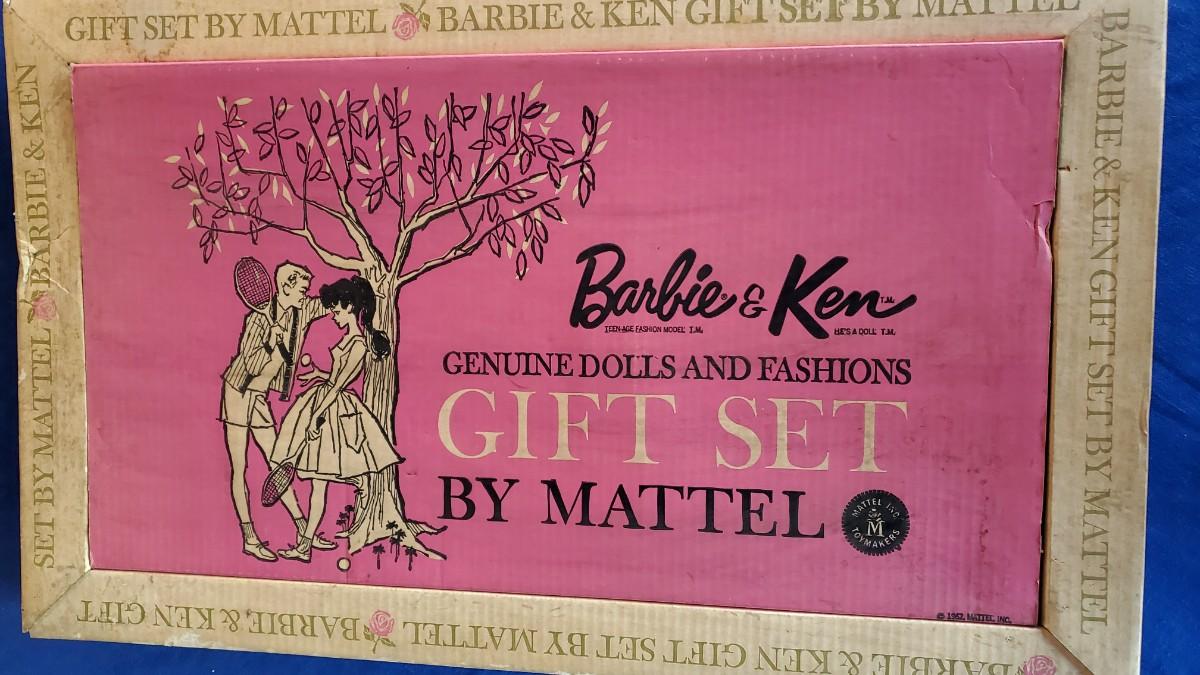 GIFT SET BY MATTEL BARBIE & KEN GIFT SET BY MATTEL
BARBIE & KEN GIFT SET BY MATTEL
Barbie® & Ken T.M.
TEEN-AGE FASHION MODEL T.M. HE'S A DOLL T.M.
GENUINE DOLLS AND FASHIONS
GIFT SET
BY MATTEL
MATTEL INC.
M
TOYMAKERS
© 1962, MATTEL, INC.
BARBIE & KEN GIFT SET BY MATTEL BARBIE & KEN GIFT
SET BY MATTEL BARBIE & KEN